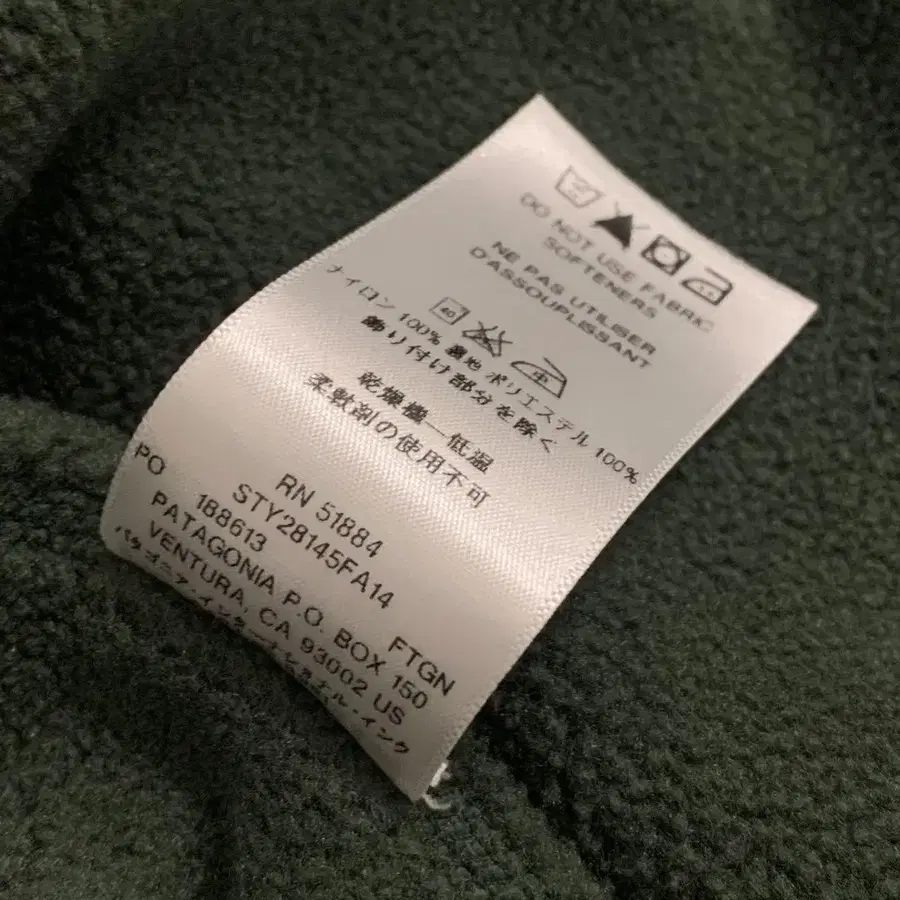 DO NOT USE FABRIC
SOFTENERS
NE PAS UTILISER
D'ASSOUPLISSANT
40
ナイロン 100% 裏地 ポリエステル 100%
飾り付け部分を除く
乾燥機―低温
柔軟剤の使用不可
RN 51884
STY28145FA14
PO 188613 FTGN
PATAGONIA P.O. BOX 150
VENTURA, CA 93002 US
パタゴニア・インターナショナル・インク